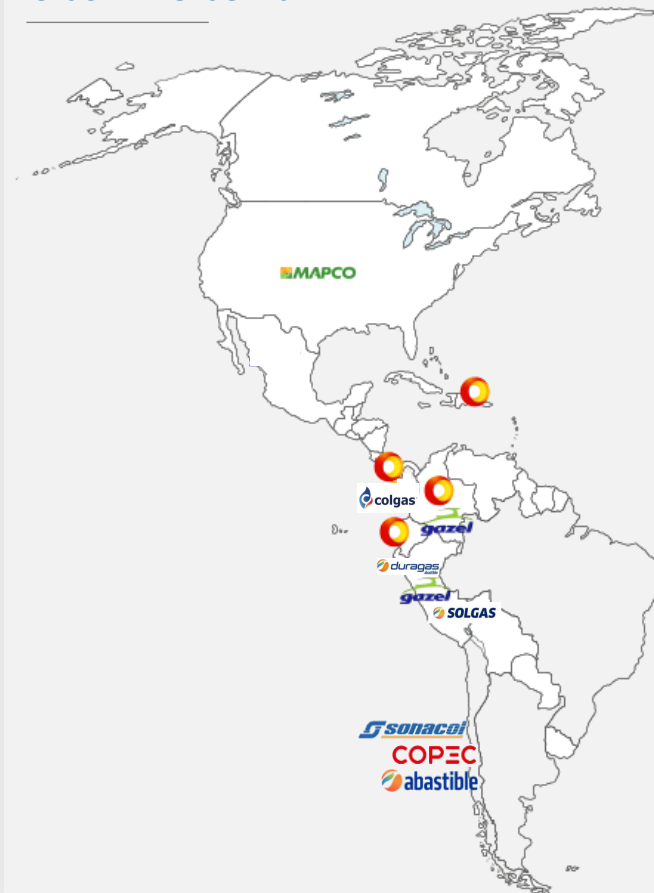 MAPCO
colgas
gazel
duragas
gazel
SOLGAS
sonacol
COPEC
abastible